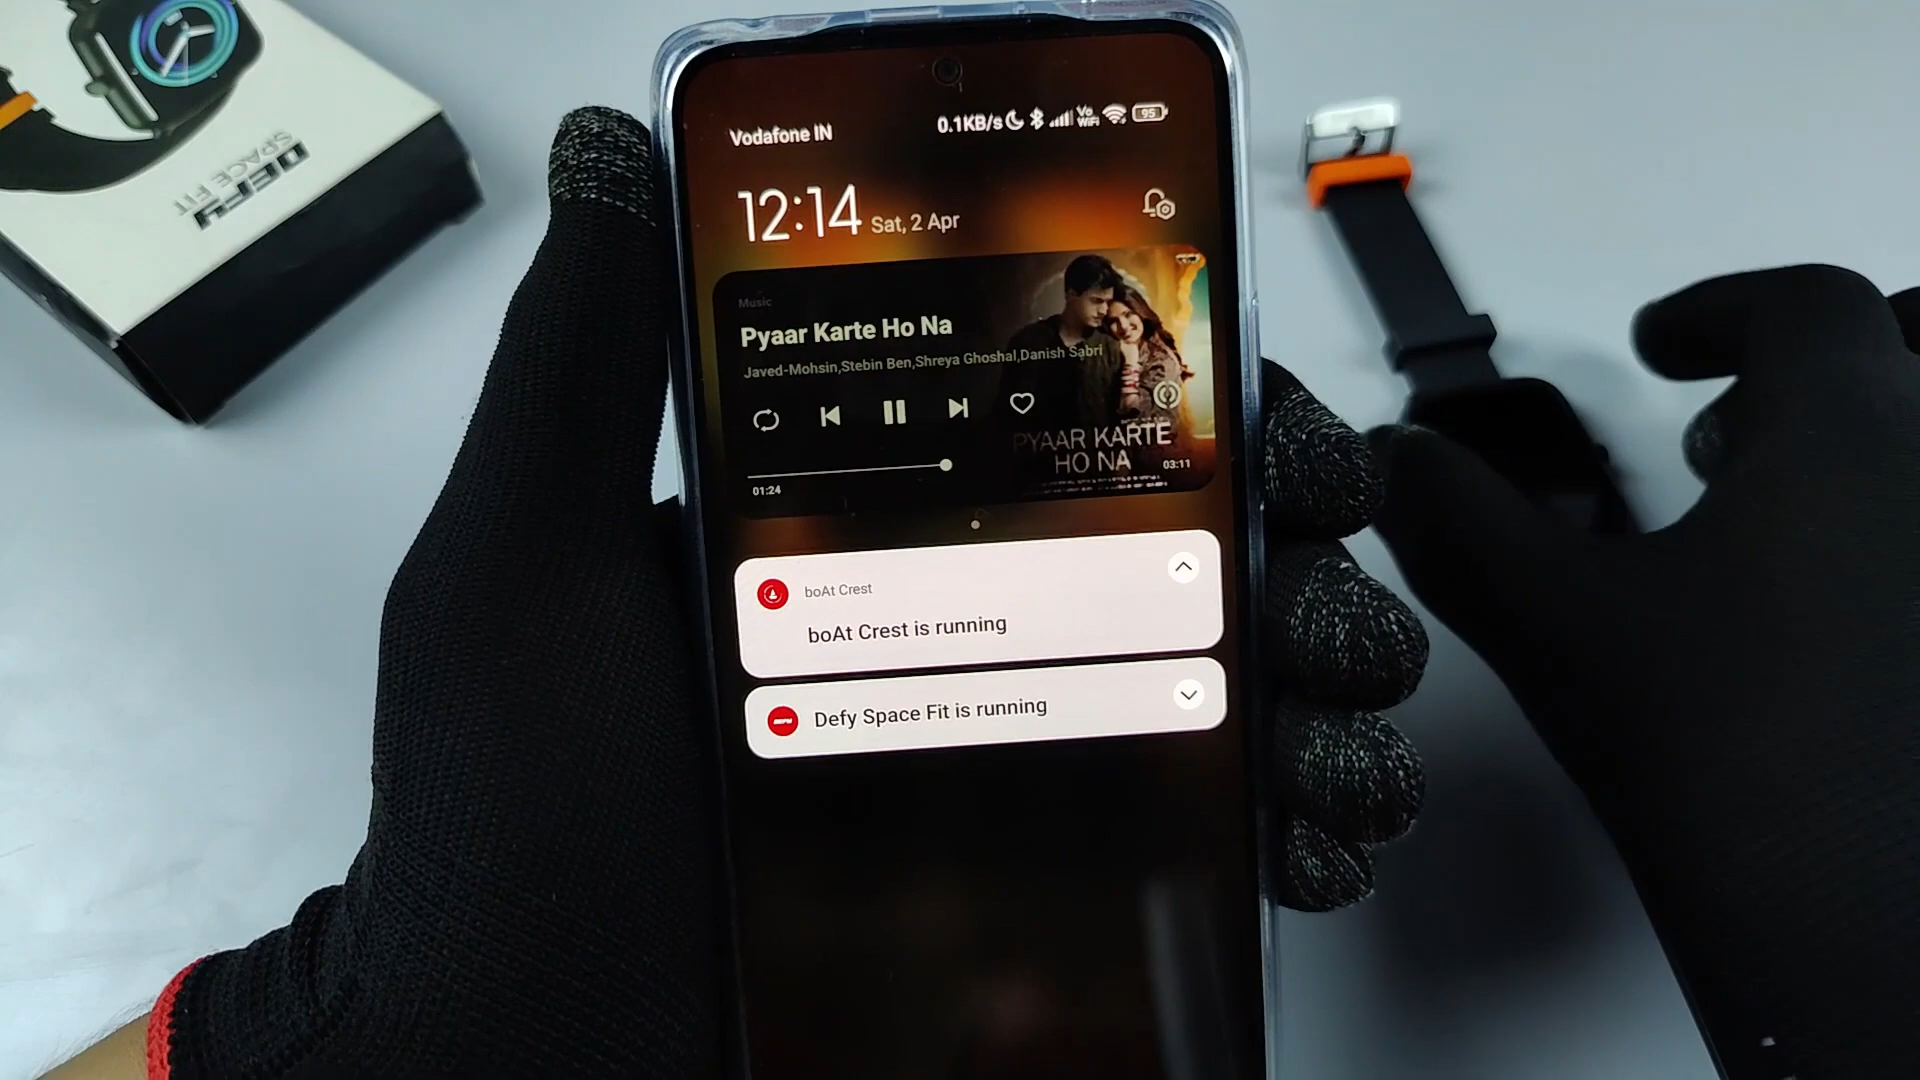 DEFY
SPACE FIT
Vodafone IN
0.1KB/s
Vo
WiFi
95
12:14 Sat, 2 Apr
Music
Pyaar Karte Ho Na
Javed-Mohsin,Stebin Ben,Shreya Ghoshal,Danish Sabri
PYAAR KARTE
HO NA
03:11
01:24
boAt Crest
boAt Crest is running
Defy Space Fit is running